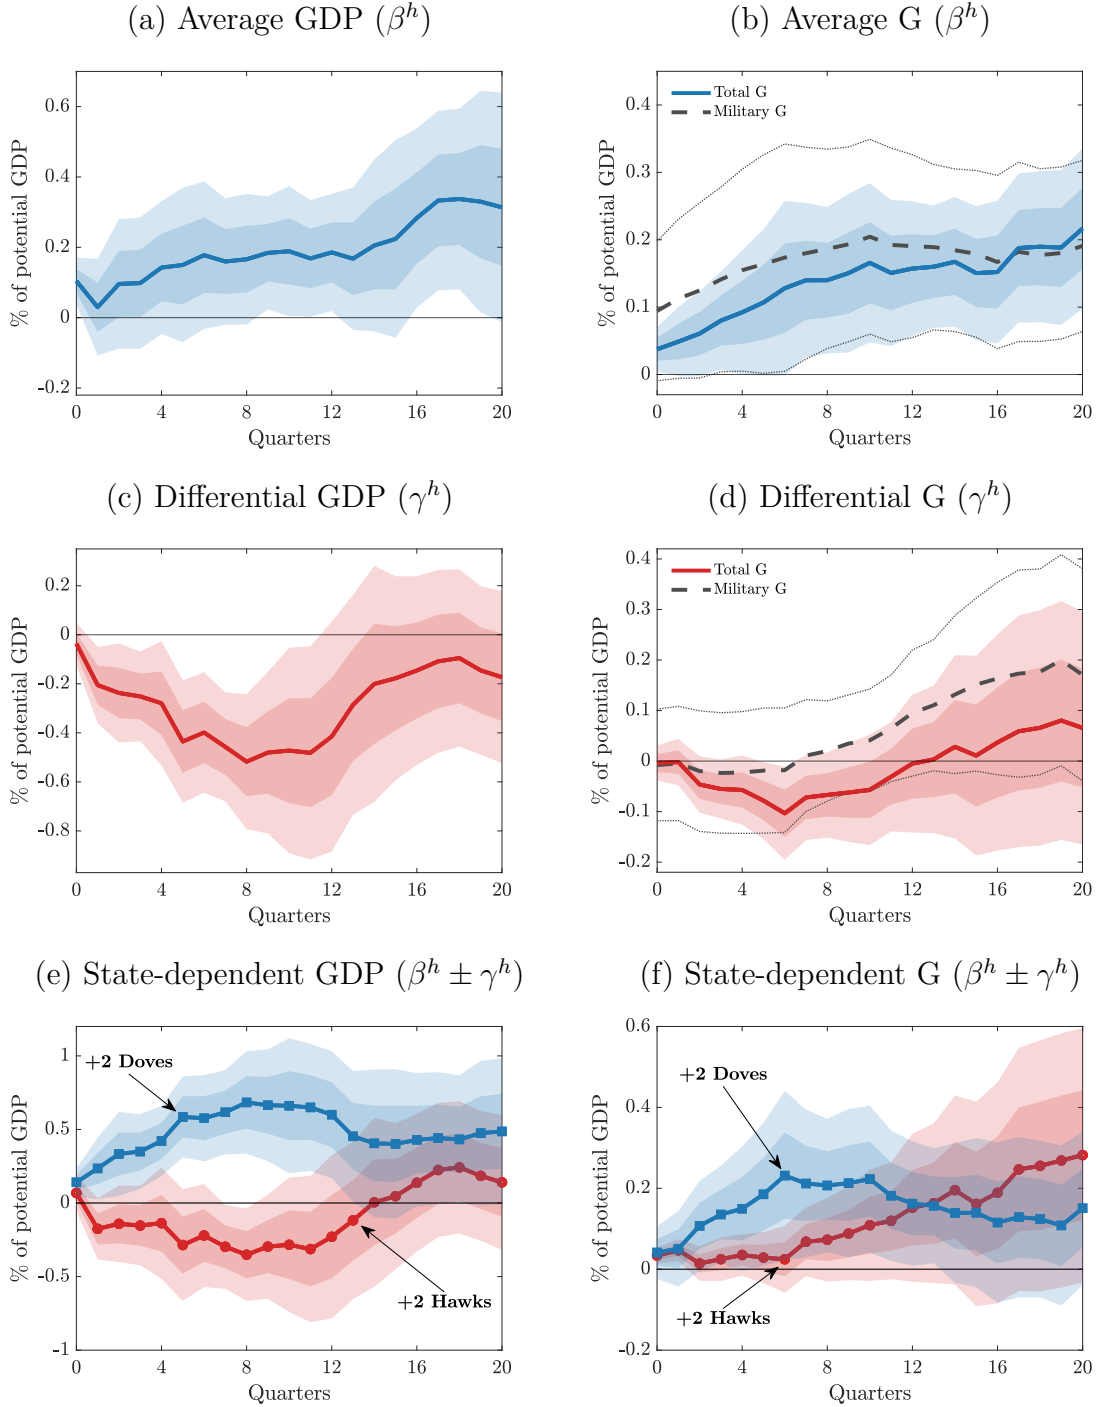 (a) Average GDP (β^h)
% of potential GDP
0.6
0.4
0.2
0
-0.2
0 4 8 12 16 20
Quarters
(b) Average G (β^h)
% of potential GDP
Total G
Military G
0.4
0.3
0.2
0.1
0
0 4 8 12 16 20
Quarters
(c) Differential GDP (γ^h)
% of potential GDP
0.2
0
-0.2
-0.4
-0.6
-0.8
0 4 8 12 16 20
Quarters
(d) Differential G (γ^h)
% of potential GDP
Total G
Military G
0.4
0.3
0.2
0.1
0
-0.1
-0.2
0 4 8 12 16 20
Quarters
(e) State-dependent GDP (β^h ± γ^h)
% of potential GDP
+2 Doves
+2 Hawks
1
0.5
0
-0.5
-1
0 4 8 12 16 20
Quarters
(f) State-dependent G (β^h ± γ^h)
% of potential GDP
+2 Doves
+2 Hawks
0.6
0.4
0.2
0
-0.2
0 4 8 12 16 20
Quarters